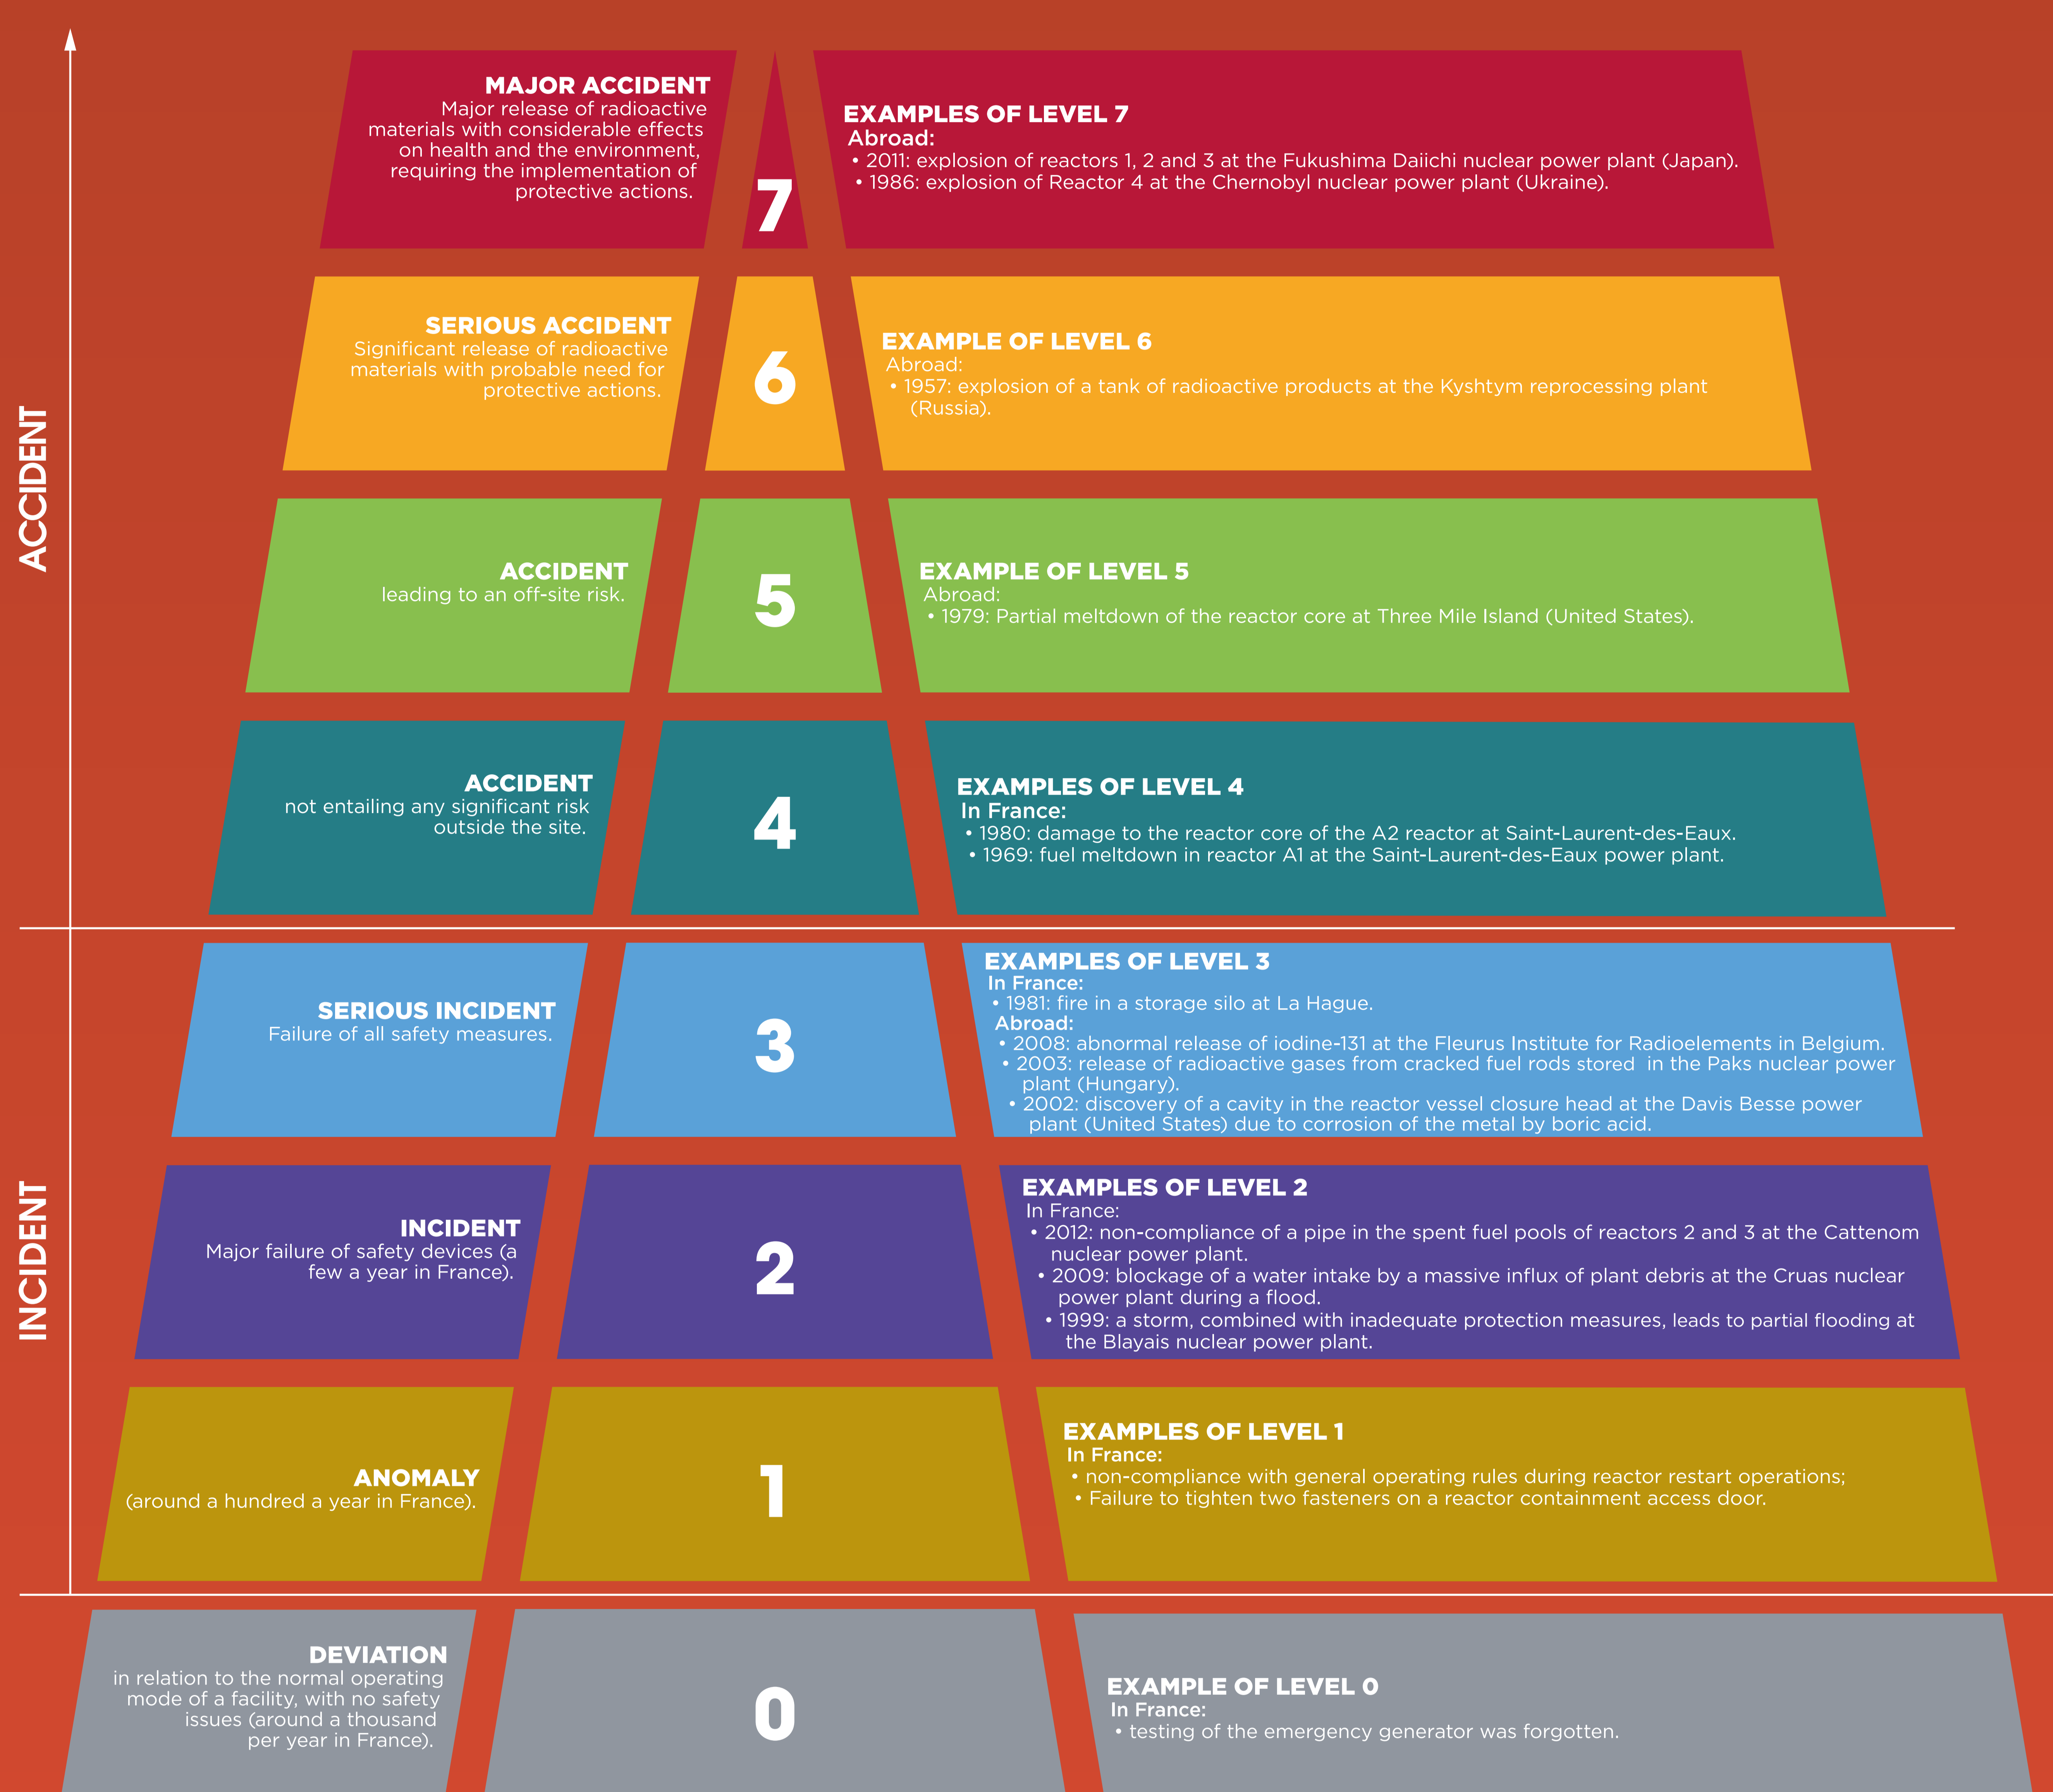 ACCIDENT
MAJOR ACCIDENT
Major release of radioactive
materials with considerable effects
on health and the environment,
requiring the implementation of
protective actions.
7
EXAMPLES OF LEVEL 7
Abroad:
• 2011: explosion of reactors 1, 2 and 3 at the Fukushima Daiichi nuclear power plant (Japan).
• 1986: explosion of Reactor 4 at the Chernobyl nuclear power plant (Ukraine).
SERIOUS ACCIDENT
Significant release of radioactive
materials with probable need for
protective actions.
6
EXAMPLE OF LEVEL 6
Abroad:
• 1957: explosion of a tank of radioactive products at the Kyshtym reprocessing plant
(Russia).
ACCIDENT
leading to an off-site risk.
5
EXAMPLE OF LEVEL 5
Abroad:
• 1979: Partial meltdown of the reactor core at Three Mile Island (United States).
ACCIDENT
not entailing any significant risk
outside the site.
4
EXAMPLES OF LEVEL 4
In France:
• 1980: damage to the reactor core of the A2 reactor at Saint-Laurent-des-Eaux.
• 1969: fuel meltdown in reactor A1 at the Saint-Laurent-des-Eaux power plant.
INCIDENT
SERIOUS INCIDENT
Failure of all safety measures.
3
EXAMPLES OF LEVEL 3
In France:
• 1981: fire in a storage silo at La Hague.
Abroad:
• 2008: abnormal release of iodine-131 at the Fleurus Institute for Radioelements in Belgium.
• 2003: release of radioactive gases from cracked fuel rods stored in the Paks nuclear power
plant (Hungary).
• 2002: discovery of a cavity in the reactor vessel closure head at the Davis Besse power
plant (United States) due to corrosion of the metal by boric acid.
INCIDENT
Major failure of safety devices (a
few a year in France).
2
EXAMPLES OF LEVEL 2
In France:
• 2012: non-compliance of a pipe in the spent fuel pools of reactors 2 and 3 at the Cattenom
nuclear power plant.
• 2009: blockage of a water intake by a massive influx of plant debris at the Cruas nuclear
power plant during a flood.
• 1999: a storm, combined with inadequate protection measures, leads to partial flooding at
the Blayais nuclear power plant.
ANOMALY
(around a hundred a year in France).
1
EXAMPLES OF LEVEL 1
In France:
• non-compliance with general operating rules during reactor restart operations;
• Failure to tighten two fasteners on a reactor containment access door.
DEVIATION
in relation to the normal operating
mode of a facility, with no safety
issues (around a thousand
per year in France).
0
EXAMPLE OF LEVEL 0
In France:
• testing of the emergency generator was forgotten.